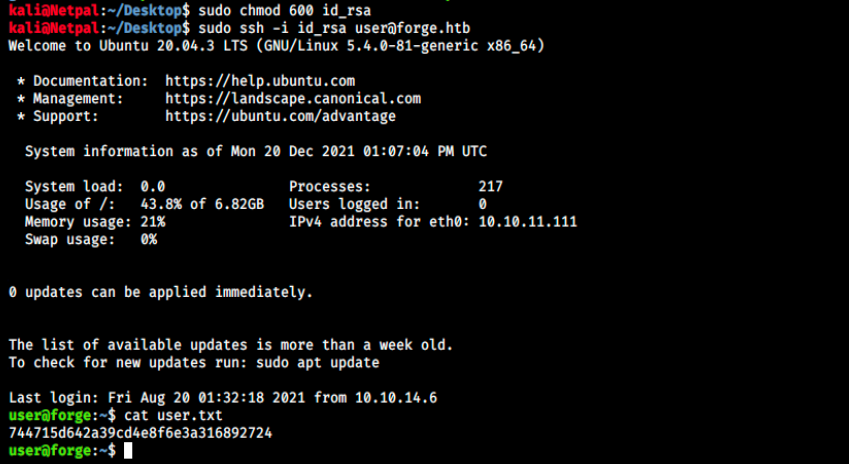 kali@Netpal:~/Desktop$ sudo chmod 600 id_rsa
kali@Netpal:~/Desktop$ sudo ssh -i id_rsa user@forge.htb
Welcome to Ubuntu 20.04.3 LTS (GNU/Linux 5.4.0-81-generic x86_64)
* Documentation:  https://help.ubuntu.com
* Management:     https://landscape.canonical.com
* Support:        https://ubuntu.com/advantage
System information as of Mon 20 Dec 2021 01:07:04 PM UTC
System load:  0.0               Processes:             217
Usage of /:   43.8% of 6.82GB   Users logged in:       0
Memory usage: 21%               IPv4 address for eth0: 10.10.11.111
Swap usage:   0%
0 updates can be applied immediately.
The list of available updates is more than a week old.
To check for new updates run: sudo apt update
Last login: Fri Aug 20 01:32:18 2021 from 10.10.14.6
user@forge:~$ cat user.txt
744715d642a39cd4e8f6e3a316892724
user@forge:~$